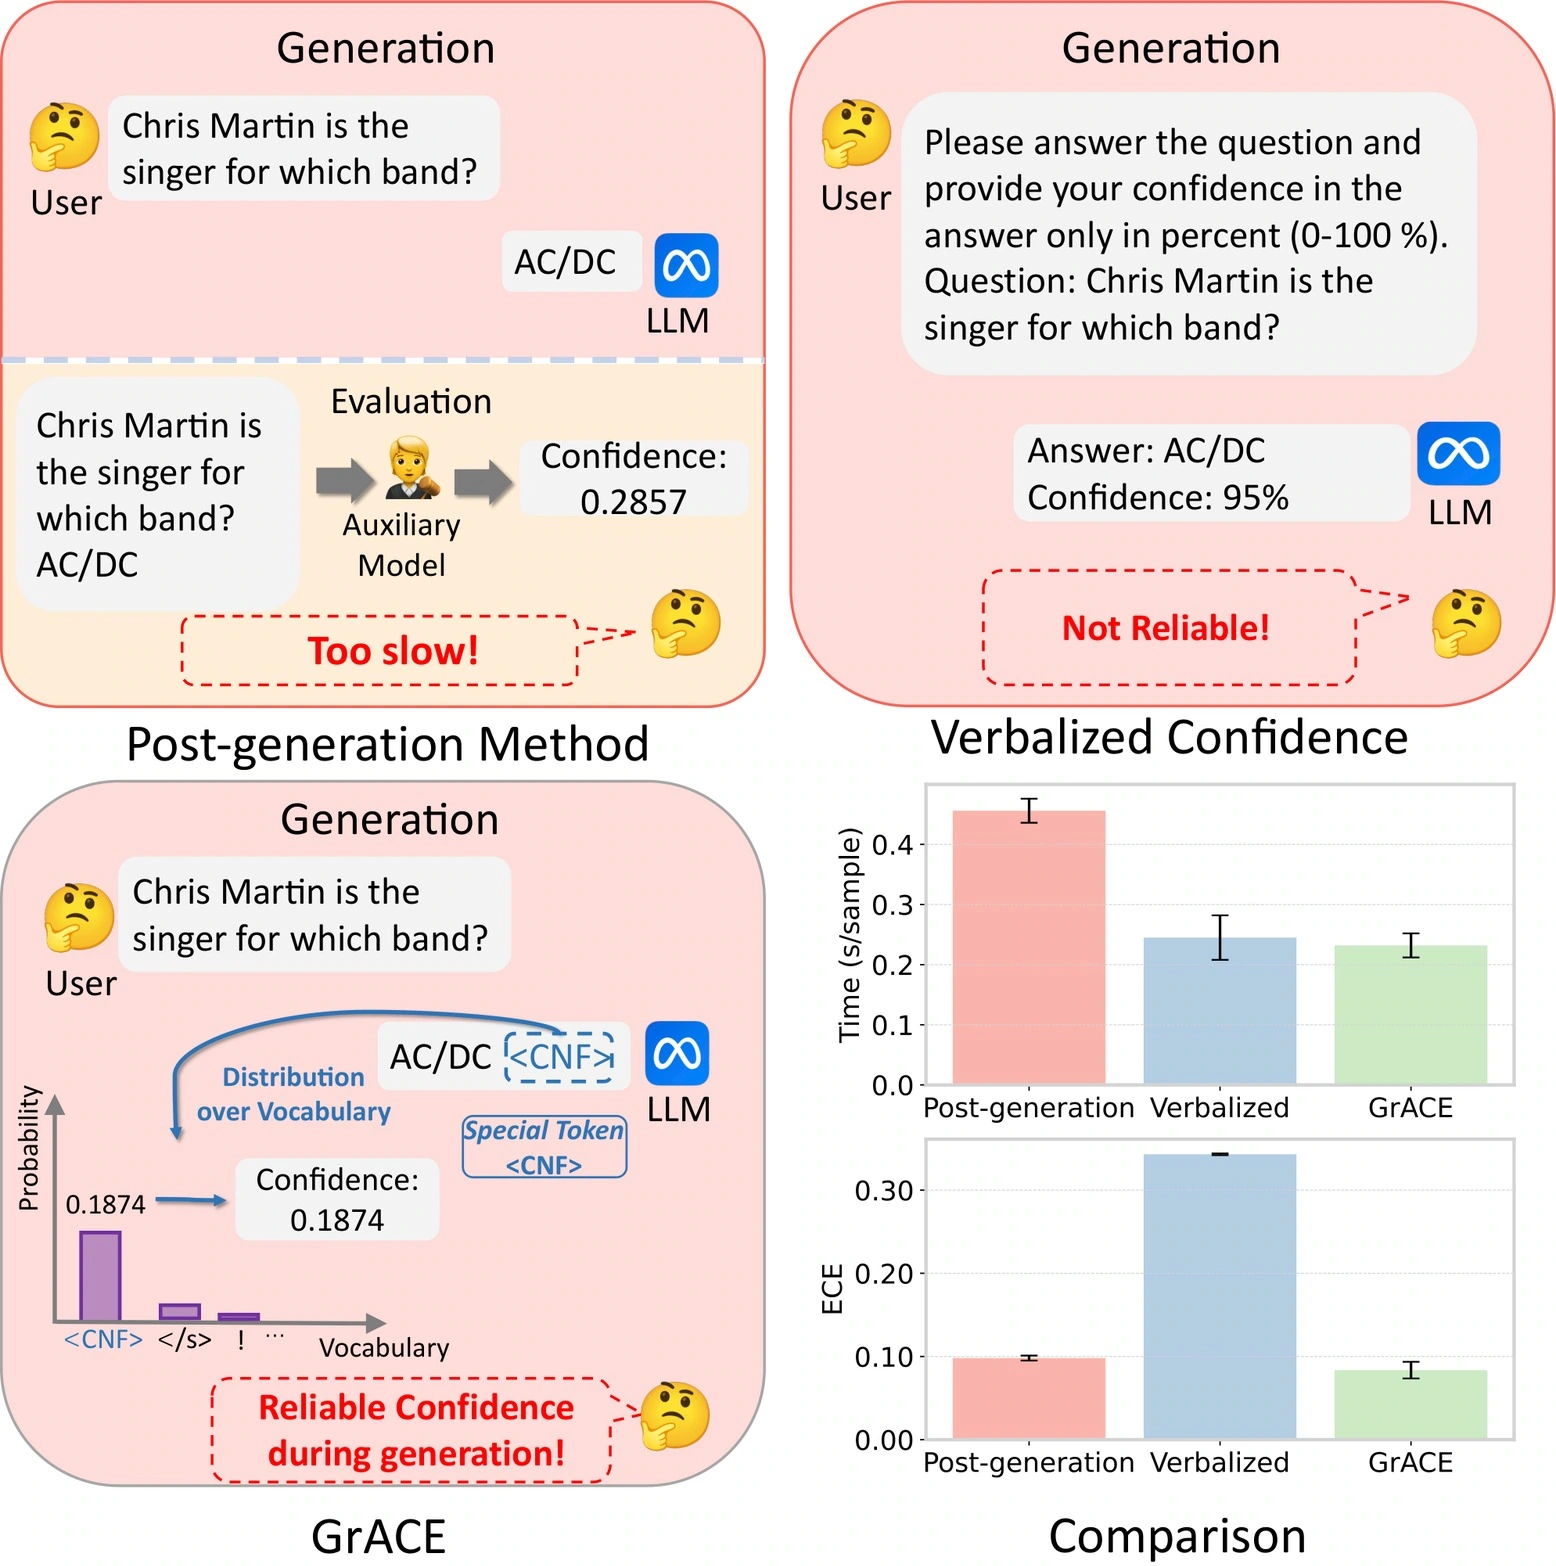 Generation
Chris Martin is the
singer for which band?
User
AC/DC
LLM
Evaluation
Chris Martin is
the singer for
which band?
AC/DC
Auxiliary
Model
Confidence:
0.2857
Too slow!
Post-generation Method
Generation
Please answer the question and
provide your confidence in the
answer only in percent (0-100 %).
Question: Chris Martin is the
singer for which band?
User
Answer: AC/DC
Confidence: 95%
LLM
Not Reliable!
Verbalized Confidence
Generation
Chris Martin is the
singer for which band?
User
AC/DC <CNF>
LLM
Distribution
over Vocabulary
Special Token
<CNF>
Probability
0.1874
Confidence:
0.1874
<CNF> </s> ! ...
Vocabulary
Reliable Confidence
during generation!
GrACE
Time (s/sample)
0.4
0.3
0.2
0.1
0.0
Post-generation Verbalized GrACE
ECE
0.30
0.20
0.10
0.00
Post-generation Verbalized GrACE
Comparison